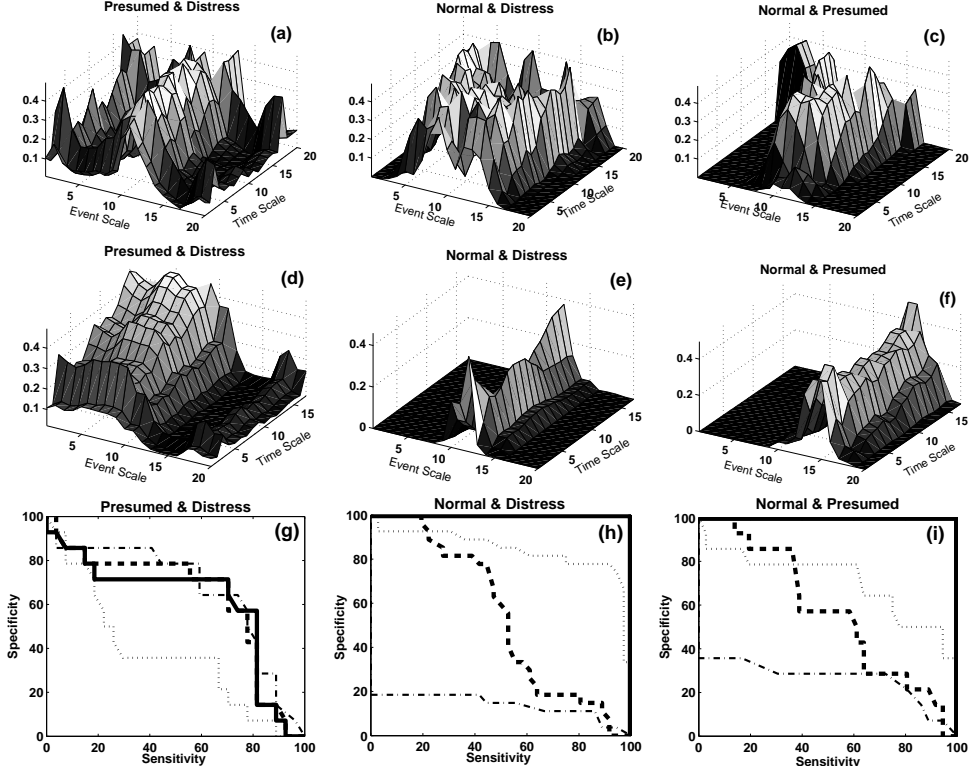 Presumed & Distress
(a)
0.4
0.3
0.2
0.1
5
10
15
20
Event Scale
5
10
15
20
Time Scale
Normal & Distress
(b)
0.4
0.3
0.2
0.1
5
10
15
20
Event Scale
5
10
15
20
Time Scale
Normal & Presumed
(c)
0.4
0.3
0.2
0.1
5
10
15
20
Event Scale
5
10
15
20
Time Scale
Presumed & Distress
(d)
0.4
0.3
0.2
0.1
5
10
15
20
Event Scale
5
10
15
Time Scale
Normal & Distress
(e)
0.4
0.2
0
5
10
15
20
Event Scale
5
10
15
Time Scale
Normal & Presumed
(f)
0.4
0.2
0
5
10
15
20
Event Scale
5
10
15
Time Scale
Presumed & Distress
(g)
100
80
60
40
20
0
Specificity
0 20 40 60 80 100
Sensitivity
Normal & Distress
(h)
100
80
60
40
20
0
Specificity
0 20 40 60 80 100
Sensitivity
Normal & Presumed
(i)
100
80
60
40
20
0
Specificity
0 20 40 60 80 100
Sensitivity